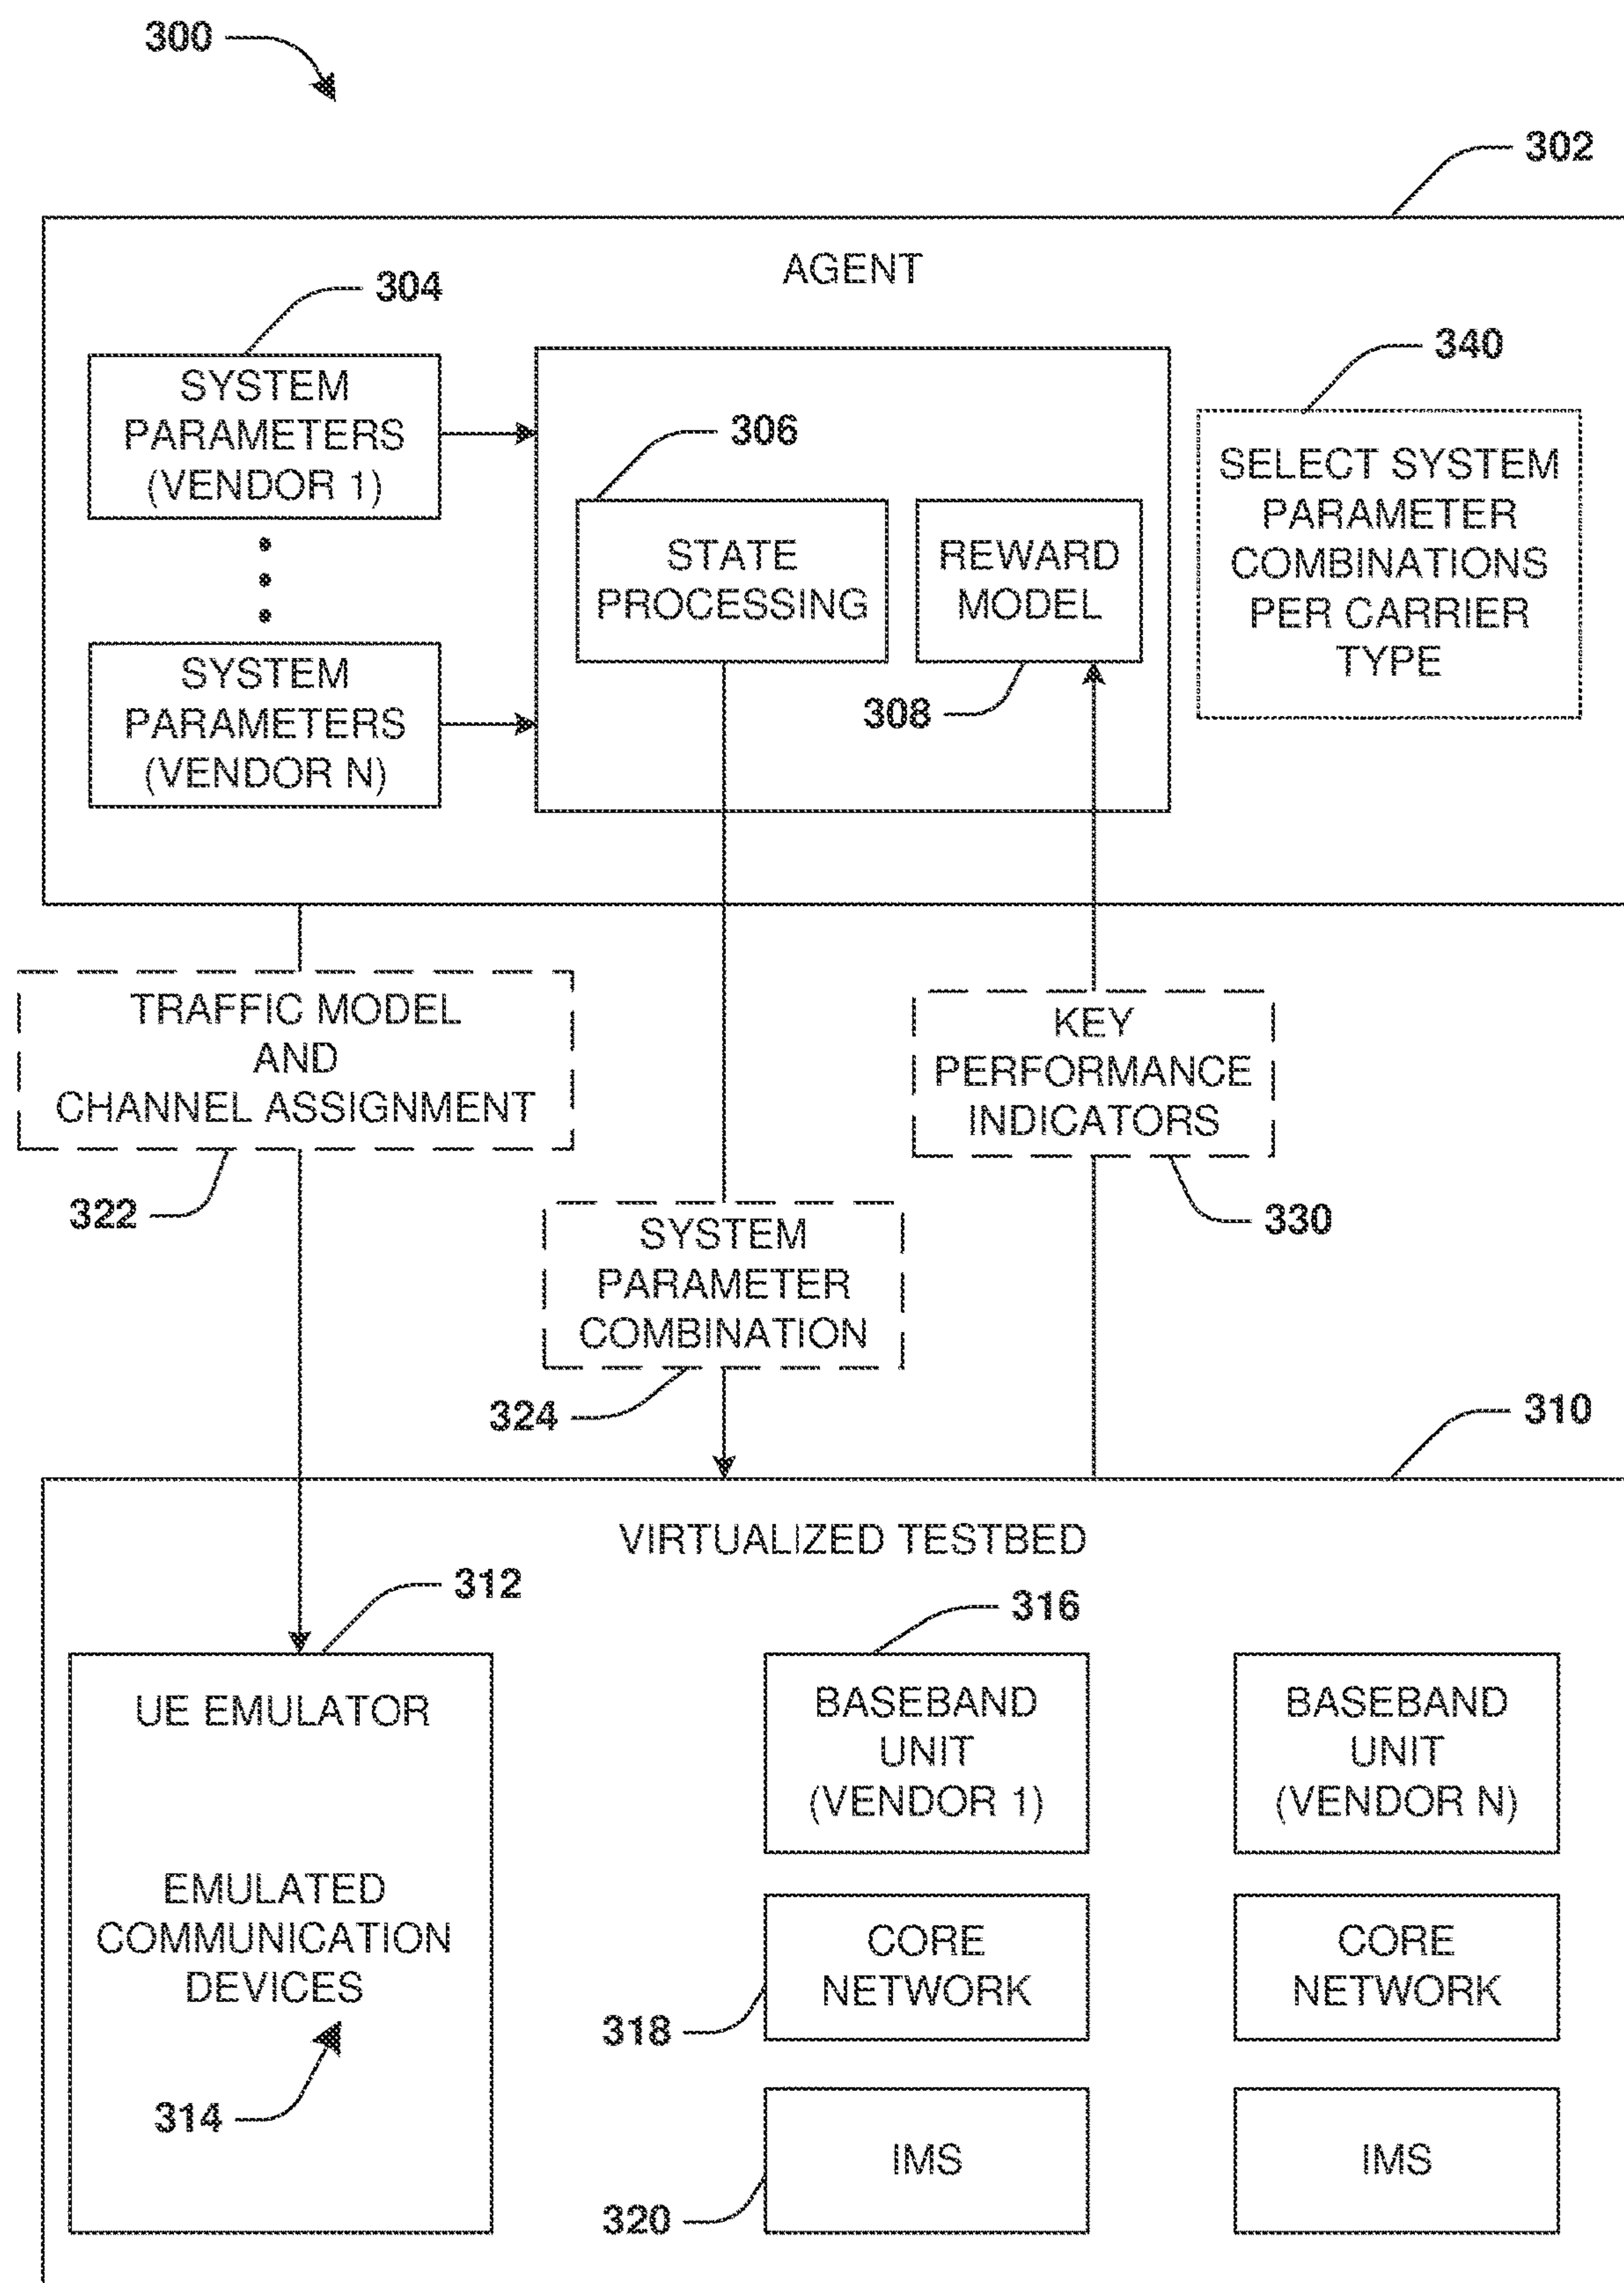 300
302
AGENT
304
SYSTEM
PARAMETERS
(VENDOR 1)
SYSTEM
PARAMETERS
(VENDOR N)
306
STATE
PROCESSING
REWARD
MODEL
308
340
SELECT SYSTEM
PARAMETER
COMBINATIONS
PER CARRIER
TYPE
TRAFFIC MODEL
AND
CHANNEL ASSIGNMENT
322
SYSTEM
PARAMETER
COMBINATION
324
KEY
PERFORMANCE
INDICATORS
330
310
VIRTUALIZED TESTBED
312
UE EMULATOR
EMULATED
COMMUNICATION
DEVICES
314
316
BASEBAND
UNIT
(VENDOR 1)
BASEBAND
UNIT
(VENDOR N)
CORE
NETWORK
318
CORE
NETWORK
IMS
320
IMS